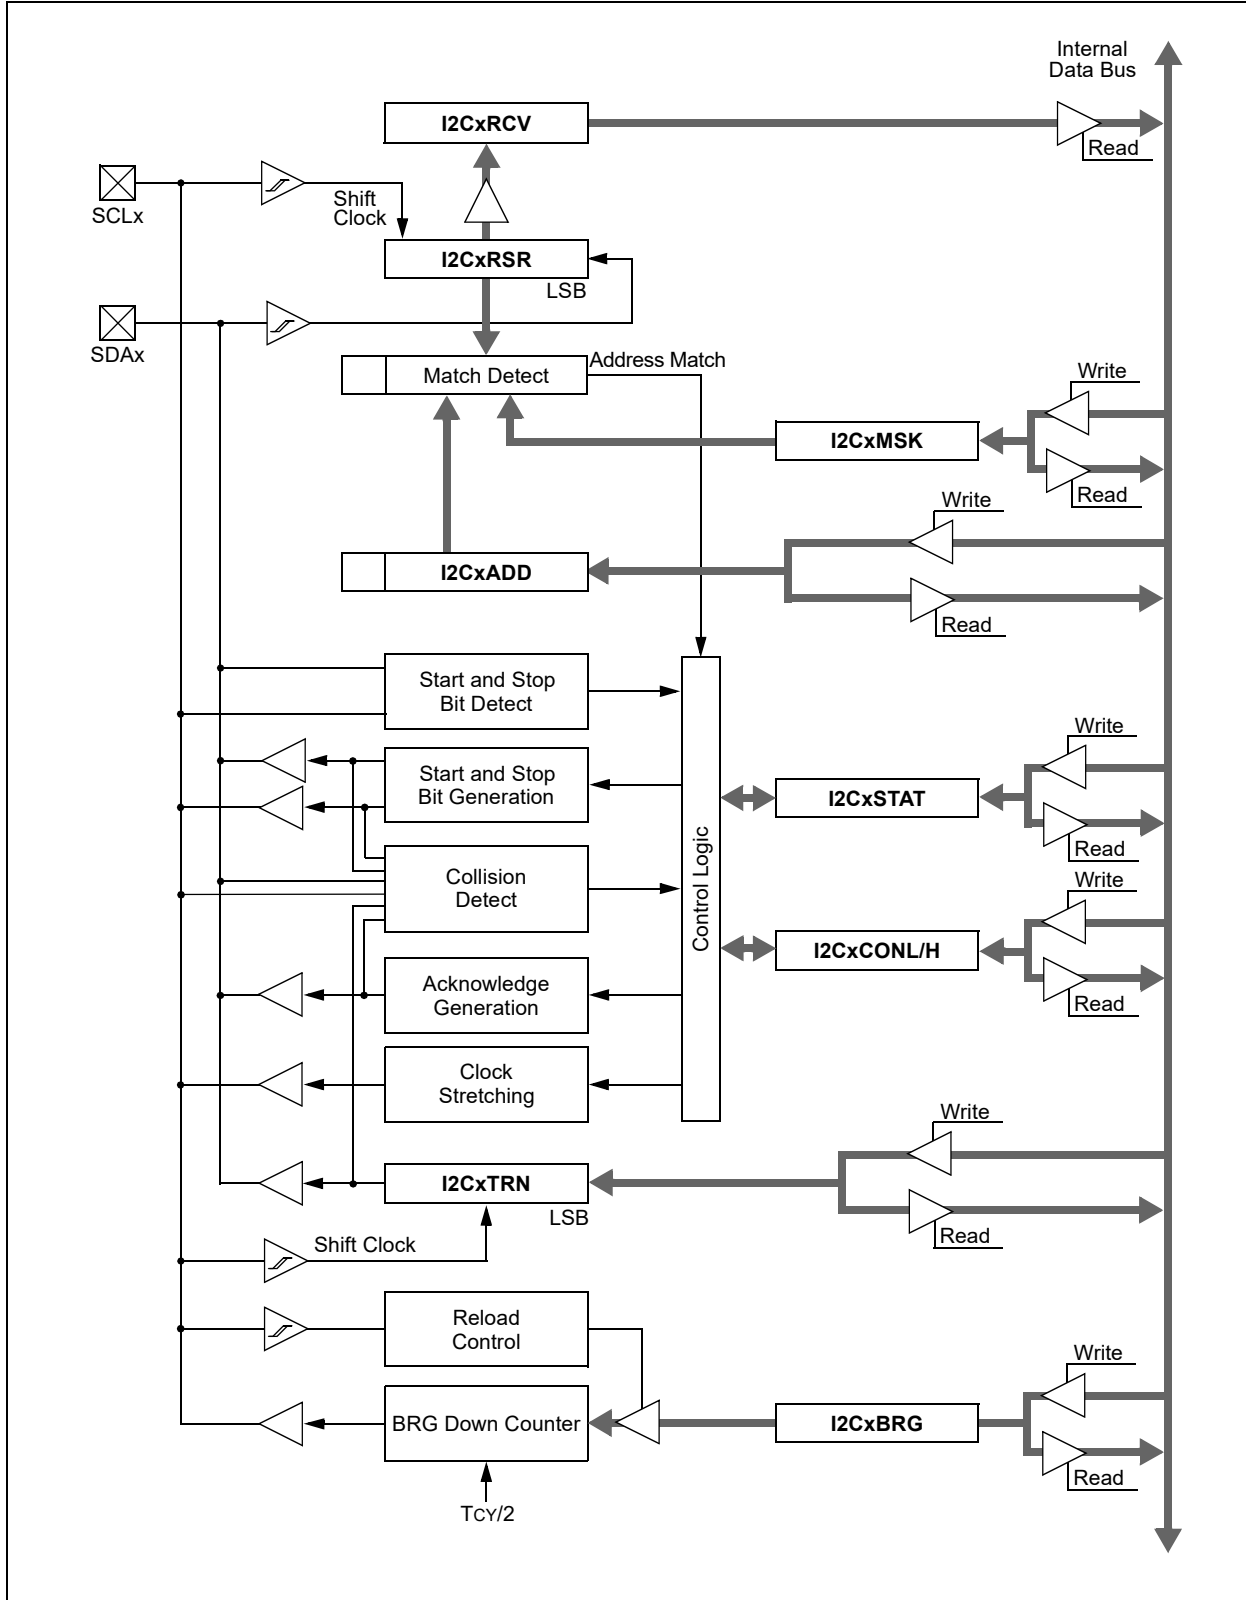 Internal
Data Bus
I2CxRCV
Read
SCLx
Shift
Clock
I2CxRSR
LSB
SDAx
Address Match
Match Detect
Write
I2CxMSK
Read
Write
I2CxADD
Read
Start and Stop
Bit Detect
Write
Start and Stop
Bit Generation
I2CxSTAT
Read
Control Logic
Collision
Detect
Write
I2CxCONL/H
Read
Acknowledge
Generation
Clock
Stretching
Write
I2CxTRN
LSB
Read
Shift Clock
Reload
Control
Write
BRG Down Counter
I2CxBRG
Read
TCY/2